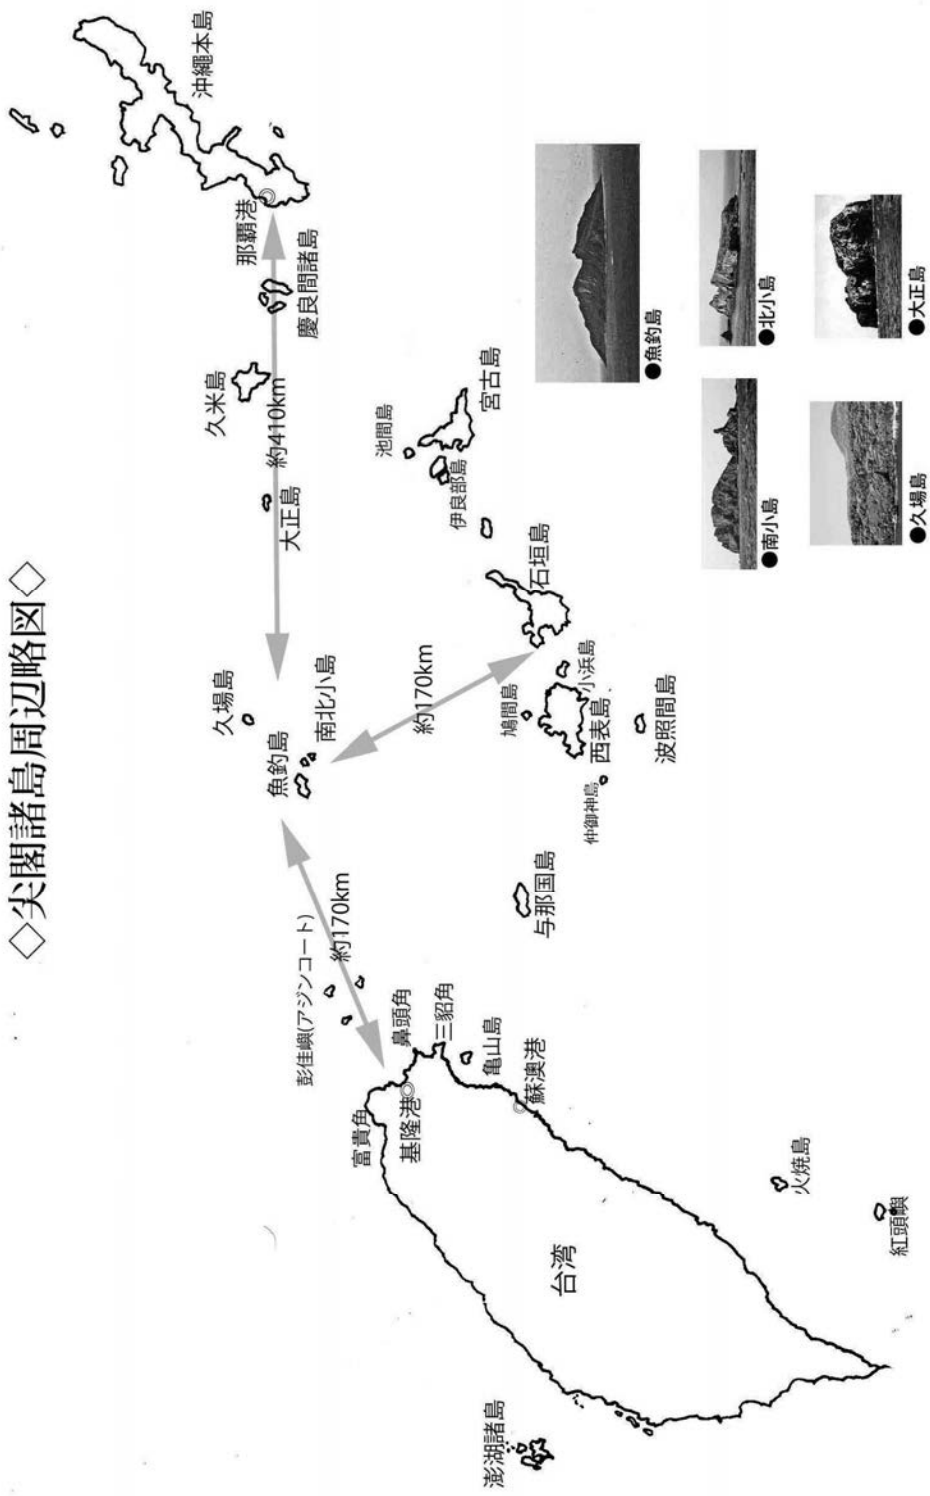 ◇尖閣諸島周辺略図◇
沖繩本島
那覇港
慶良間諸島
久米島
約410km
大正島
久場島
南北小島
魚釣島
約170km
池間島
宮古島
伊良部島
石垣島
小浜島
鳩間島
西表島
波照間島
仲御神島
与那国島
約170km
彭佳嶼(アジンコート)
鼻頭角
三貂角
亀山島
富貴角
基隆港
蘇澳港
台湾
火焼島
紅頭嶼
澎湖諸島
●魚釣島
●南小島
●北小島
●久場島
●大正島